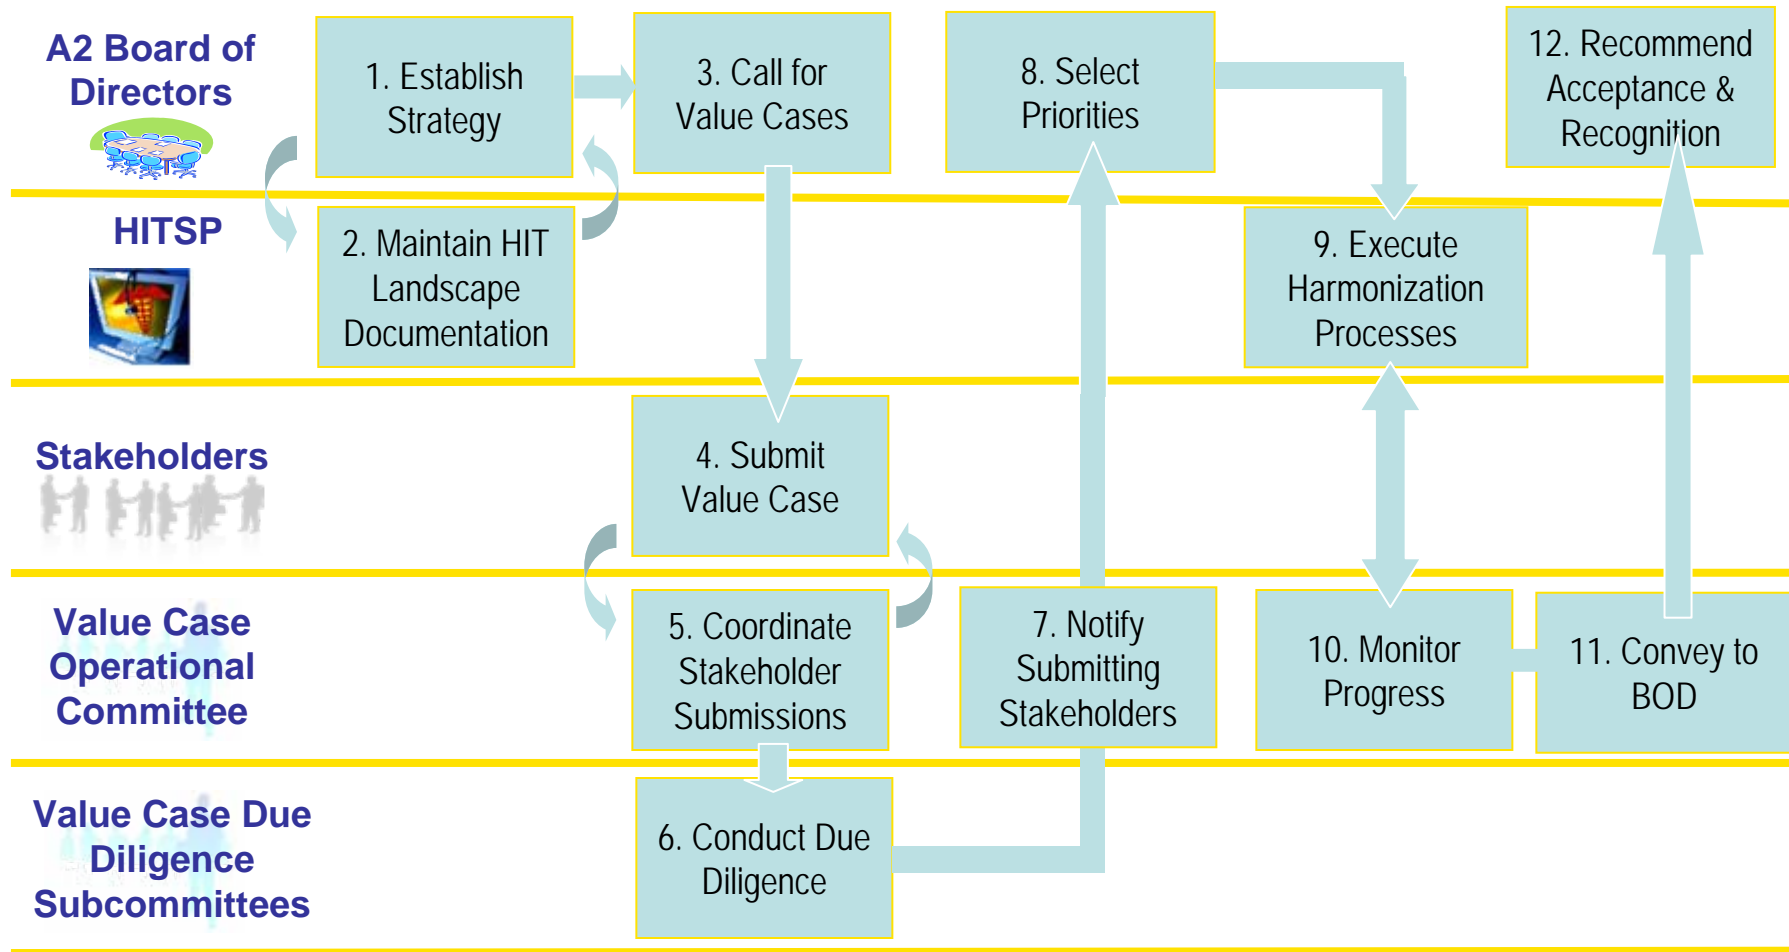 A2 Board of
Directors
1. Establish
Strategy
3. Call for
Value Cases
8. Select
Priorities
12. Recommend
Acceptance &
Recognition
HITSP
2. Maintain HIT
Landscape
Documentation
9. Execute
Harmonization
Processes
Stakeholders
4. Submit
Value Case
Value Case
Operational
Committee
5. Coordinate
Stakeholder
Submissions
7. Notify
Submitting
Stakeholders
10. Monitor
Progress
11. Convey to
BOD
Value Case Due
Diligence
Subcommittees
6. Conduct Due
Diligence